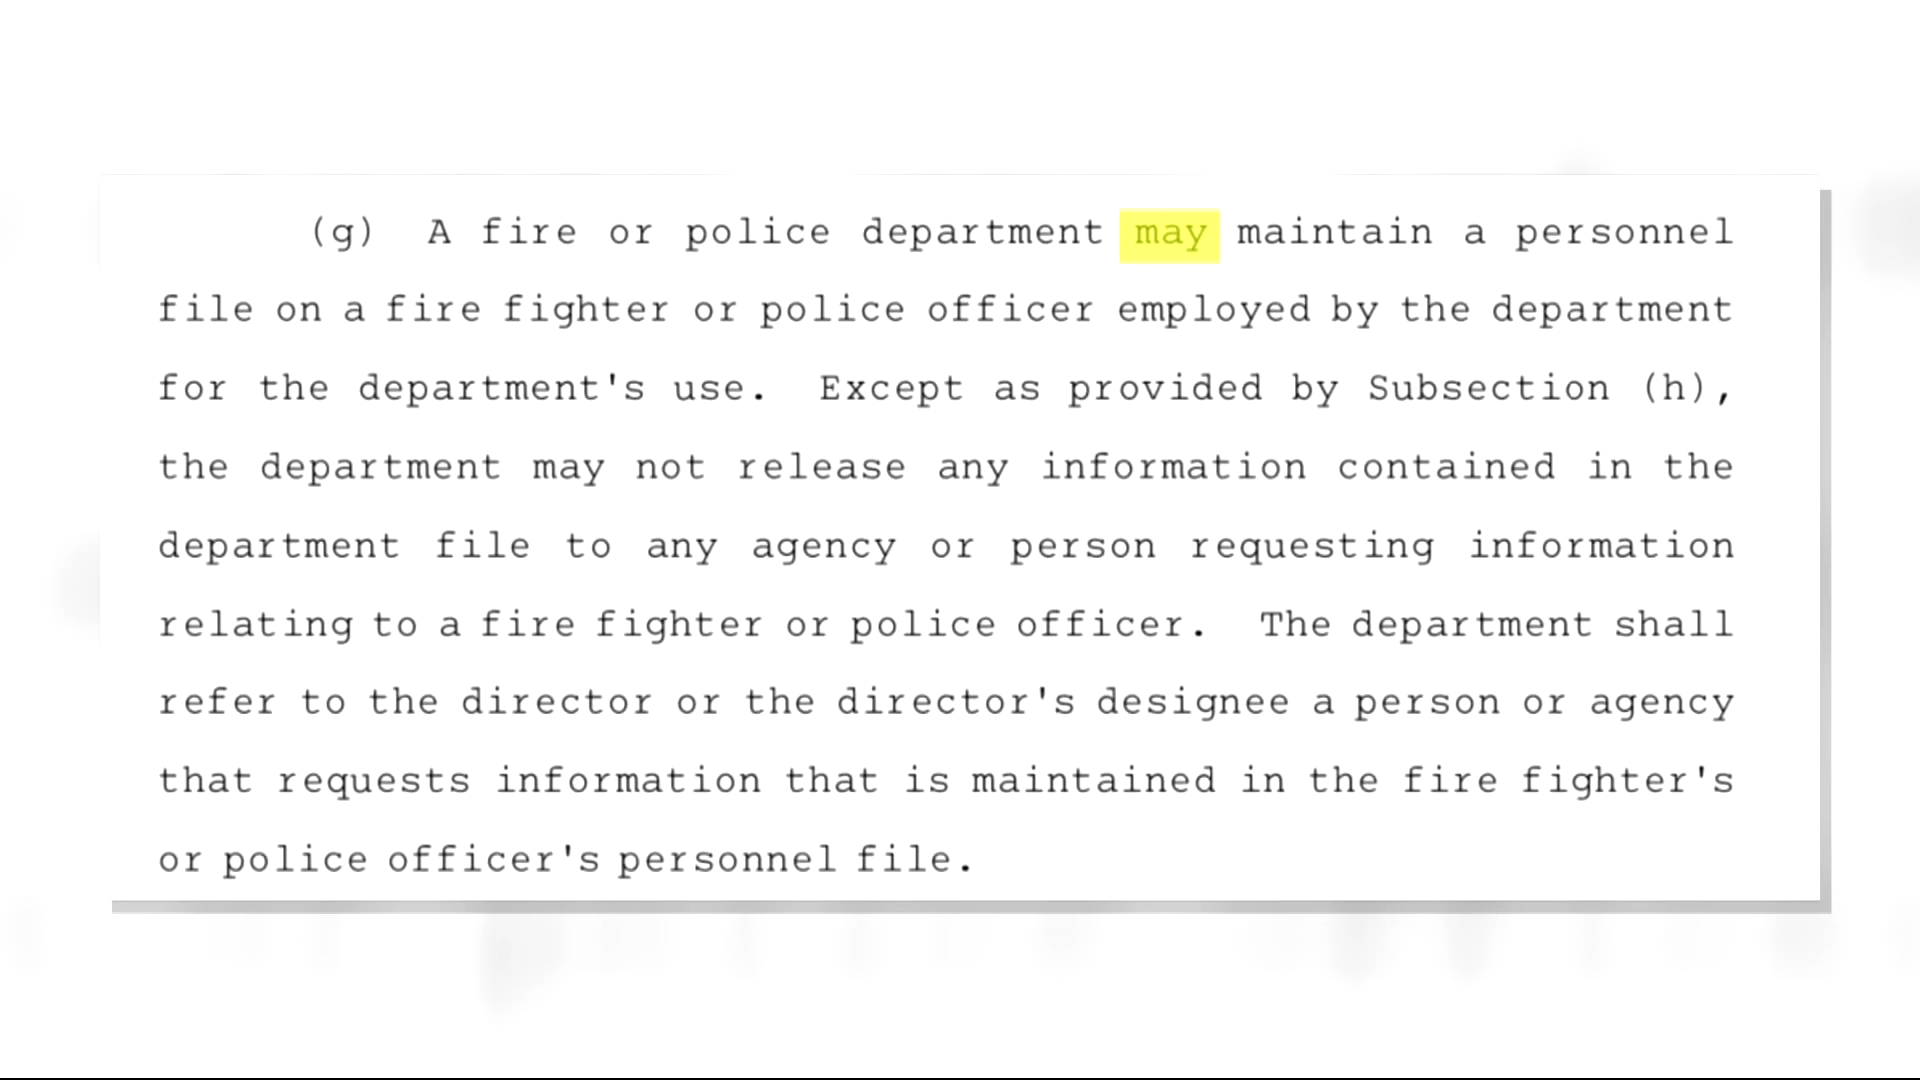 (g) A fire or police department may maintain a personnel
file on a fire fighter or police officer employed by the department
for the department's use. Except as provided by Subsection (h),
the department may not release any information contained in the
department file to any agency or person requesting information
relating to a fire fighter or police officer. The department shall
refer to the director or the director's designee a person or agency
that requests information that is maintained in the fire fighter's
or police officer's personnel file.